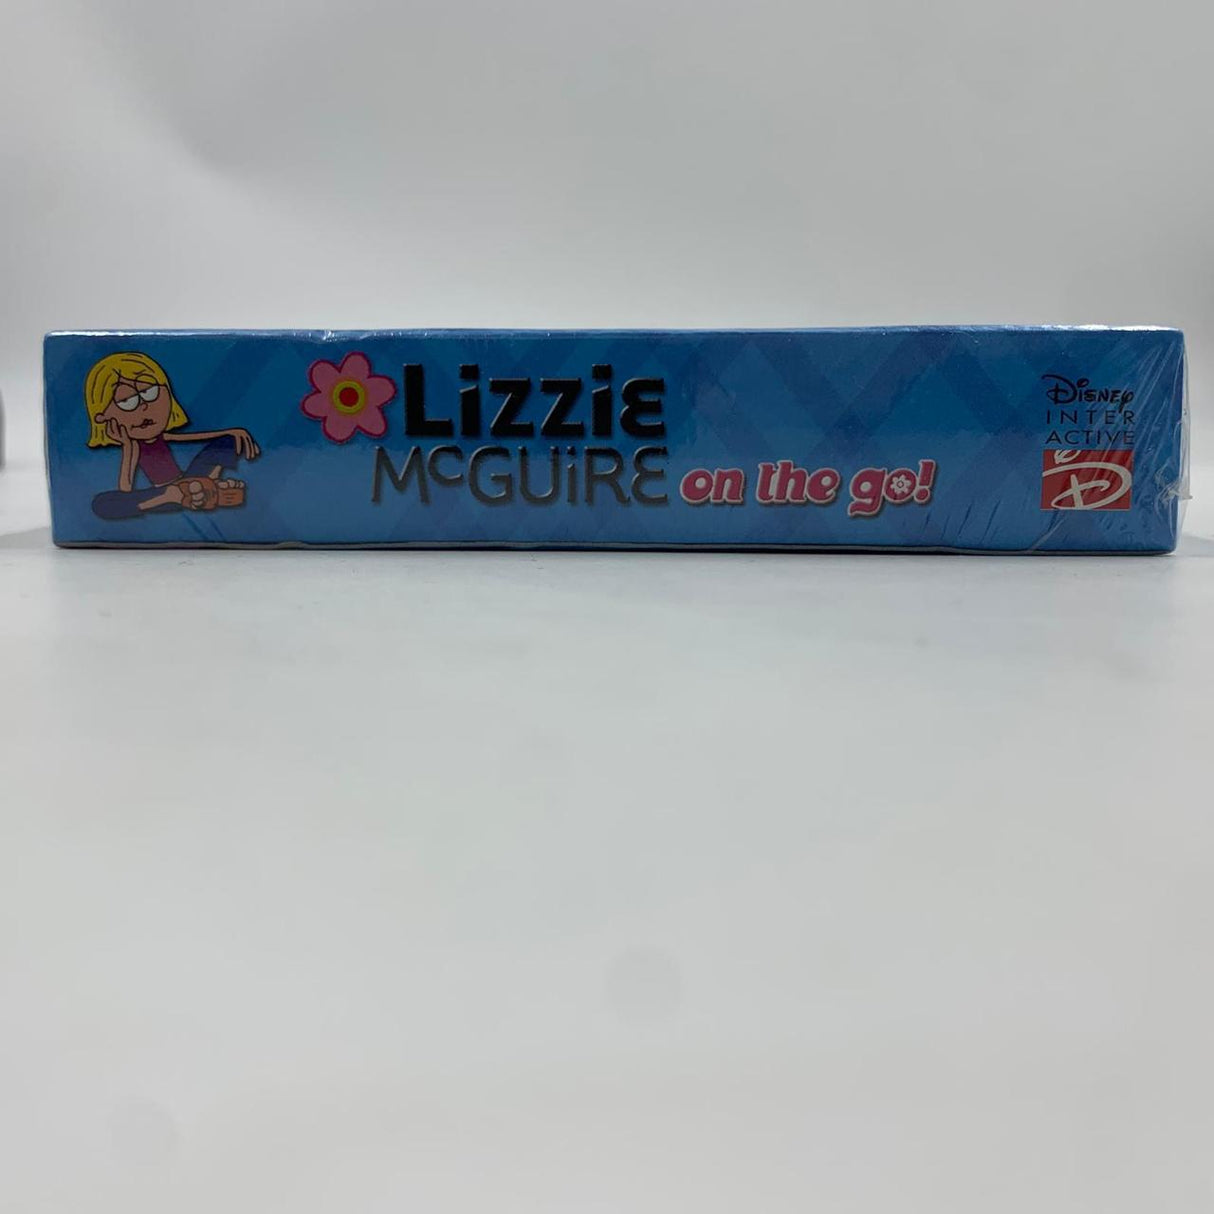 Lizzie
McGUiRE on the go!
Disney
INTER
ACTIVE
D